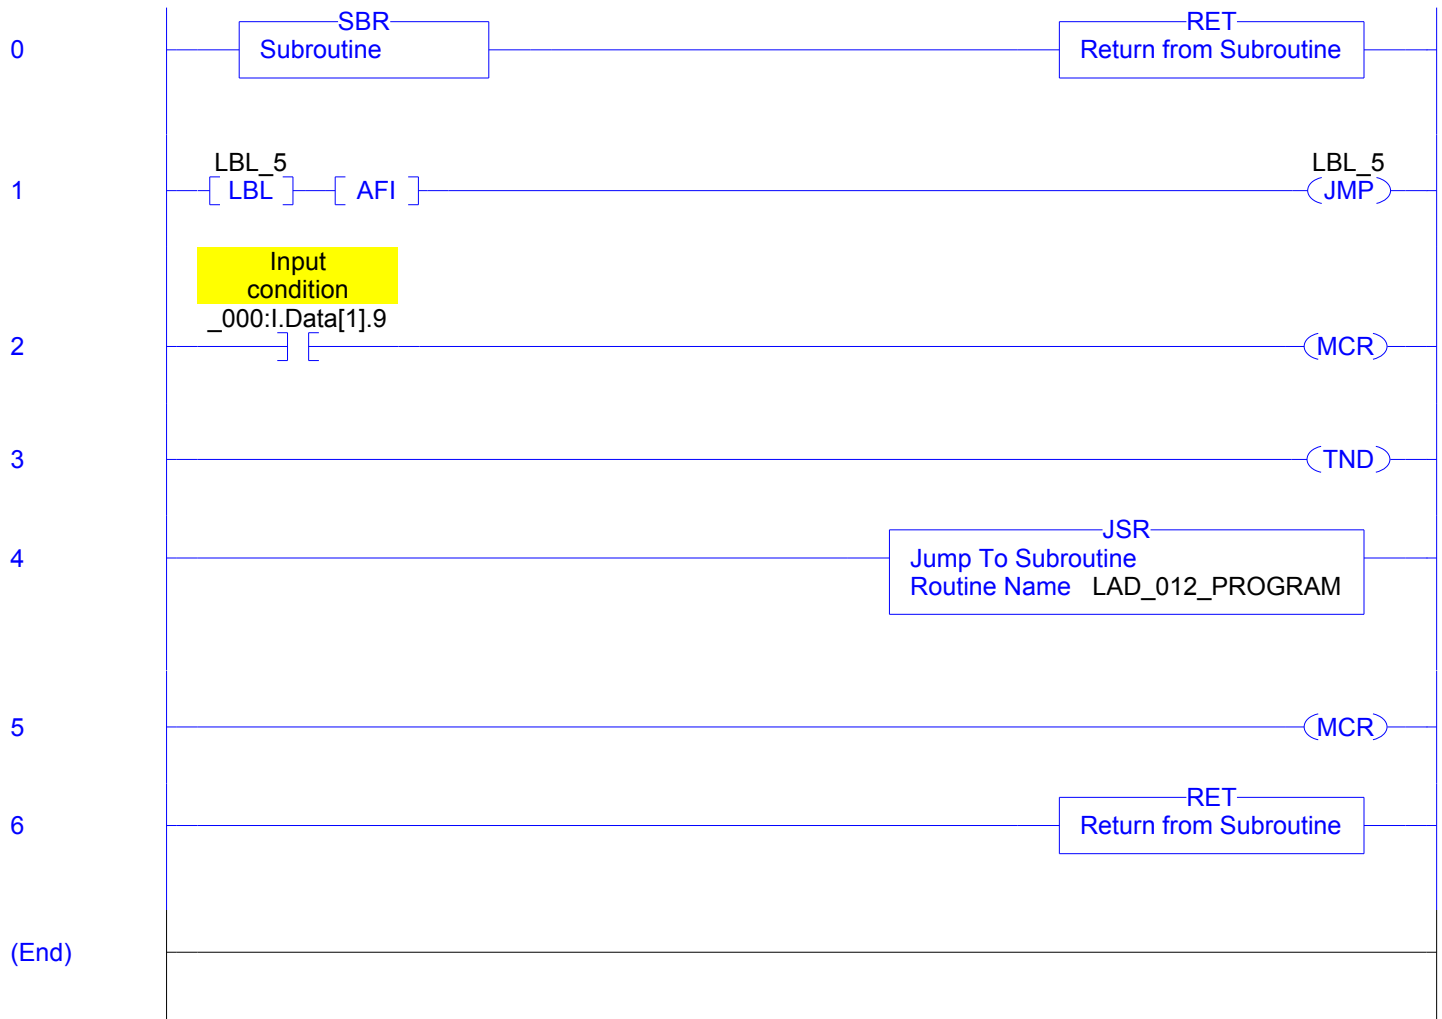 SBR
Subroutine
RET
Return from Subroutine
0
LBL_5
LBL
AFI
LBL_5
JMP
1
Input
condition
_000:I.Data[1].9
MCR
2
TND
3
JSR
Jump To Subroutine
Routine Name LAD_012_PROGRAM
4
MCR
5
RET
Return from Subroutine
6
(End)